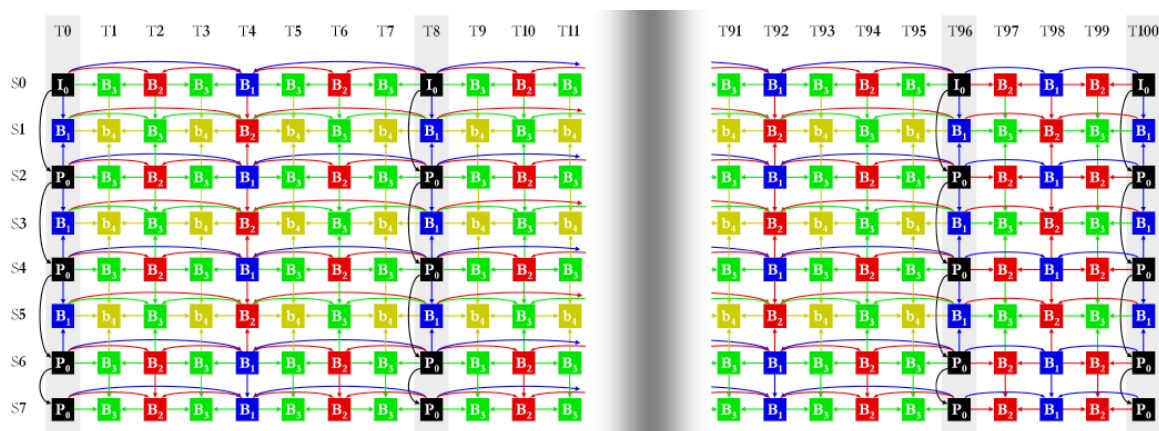 T0 T1 T2 T3 T4 T5 T6 T7 T8 T9 T10 T11 T91 T92 T93 T94 T95 T96 T97 T98 T99 T100
S0 I0 B3 B2 B3 B1 B3 B2 B3 I0 B3 B2 B3 B3 B1 B3 B2 B3 I0 B2 B1 B2 I0
S1 B1 b4 B3 b4 B2 b4 B3 b4 B1 b4 B3 b4 b4 B2 b4 B3 b4 B1 B3 B2 B3 B1
S2 P0 B3 B2 B3 B1 B3 B2 B3 P0 B3 B2 B3 B3 B1 B3 B2 B3 P0 B2 B1 B2 P0
S3 B1 b4 B3 b4 B2 b4 B3 b4 B1 b4 B3 b4 b4 B2 b4 B3 b4 B1 B3 B2 B3 B1
S4 P0 B3 B2 B3 B1 B3 B2 B3 P0 B3 B2 B3 B3 B1 B3 B2 B3 P0 B2 B1 B2 P0
S5 B1 b4 B3 b4 B2 b4 B3 b4 B1 b4 B3 b4 b4 B2 b4 B3 b4 B1 B3 B2 B3 B1
S6 P0 B3 B2 B3 B1 B3 B2 B3 P0 B3 B2 B3 B3 B1 B3 B2 B3 P0 B2 B1 B2 P0
S7 P0 B3 B2 B3 B1 B3 B2 B3 P0 B3 B2 B3 B3 B1 B3 B2 B3 P0 B2 B1 B2 P0